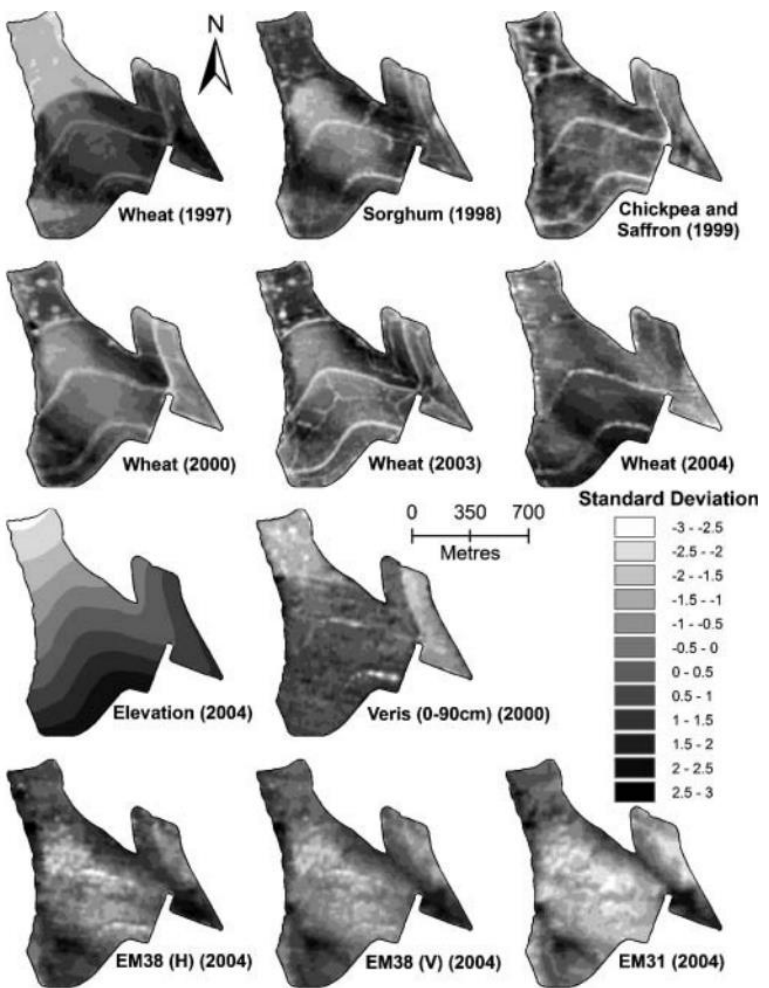 N
Wheat (1997)
Sorghum (1998)
Chickpea and
Saffron (1999)
Wheat (2000)
Wheat (2003)
Wheat (2004)
0 350 700
Metres
Standard Deviation
-3 - -2.5
-2.5 - -2
-2 - -1.5
-1.5 - -1
-1 - -0.5
-0.5 - 0
0 - 0.5
0.5 - 1
1 - 1.5
1.5 - 2
2 - 2.5
2.5 - 3
Elevation (2004)
Veris (0-90cm) (2000)
EM38 (H) (2004)
EM38 (V) (2004)
EM31 (2004)